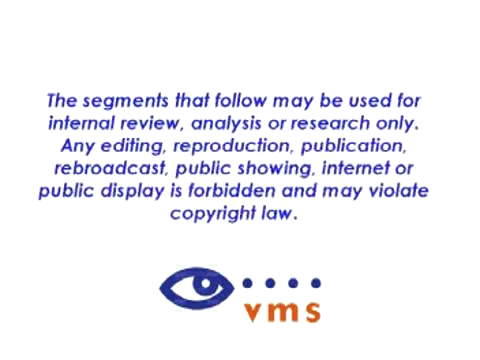 The segments that follow may be used for
internal review, analysis or research only.
Any editing, reproduction, publication,
rebroadcast, public showing, internet or
public display is forbidden and may violate
copyright law.
vms